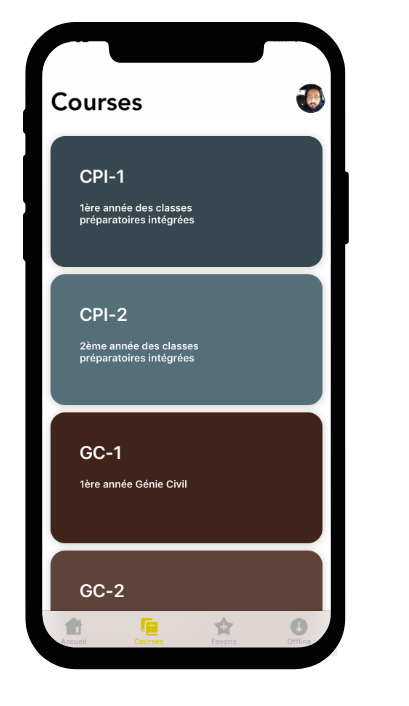 Courses
CPI-1
1ère année des classes
préparatoires intégrées
CPI-2
2ème année des classes
préparatoires intégrées
GC-1
1ère année Génie Civil
GC-2
Accueil
Courses
Favoris
Offline